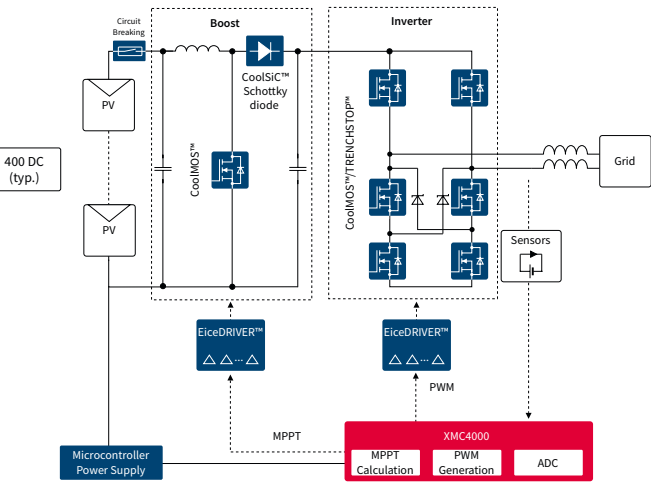 Circuit
Breaking
Boost
Inverter
CoolSiC™
Schottky
diode
PV
400 DC
(typ.)
CoolMOS™
CoolMOS™/TRENCHSTOP™
Grid
PV
Sensors
EiceDRIVER™
EiceDRIVER™
PWM
MPPT
XMC4000
Microcontroller
Power Supply
MPPT
Calculation
PWM
Generation
ADC